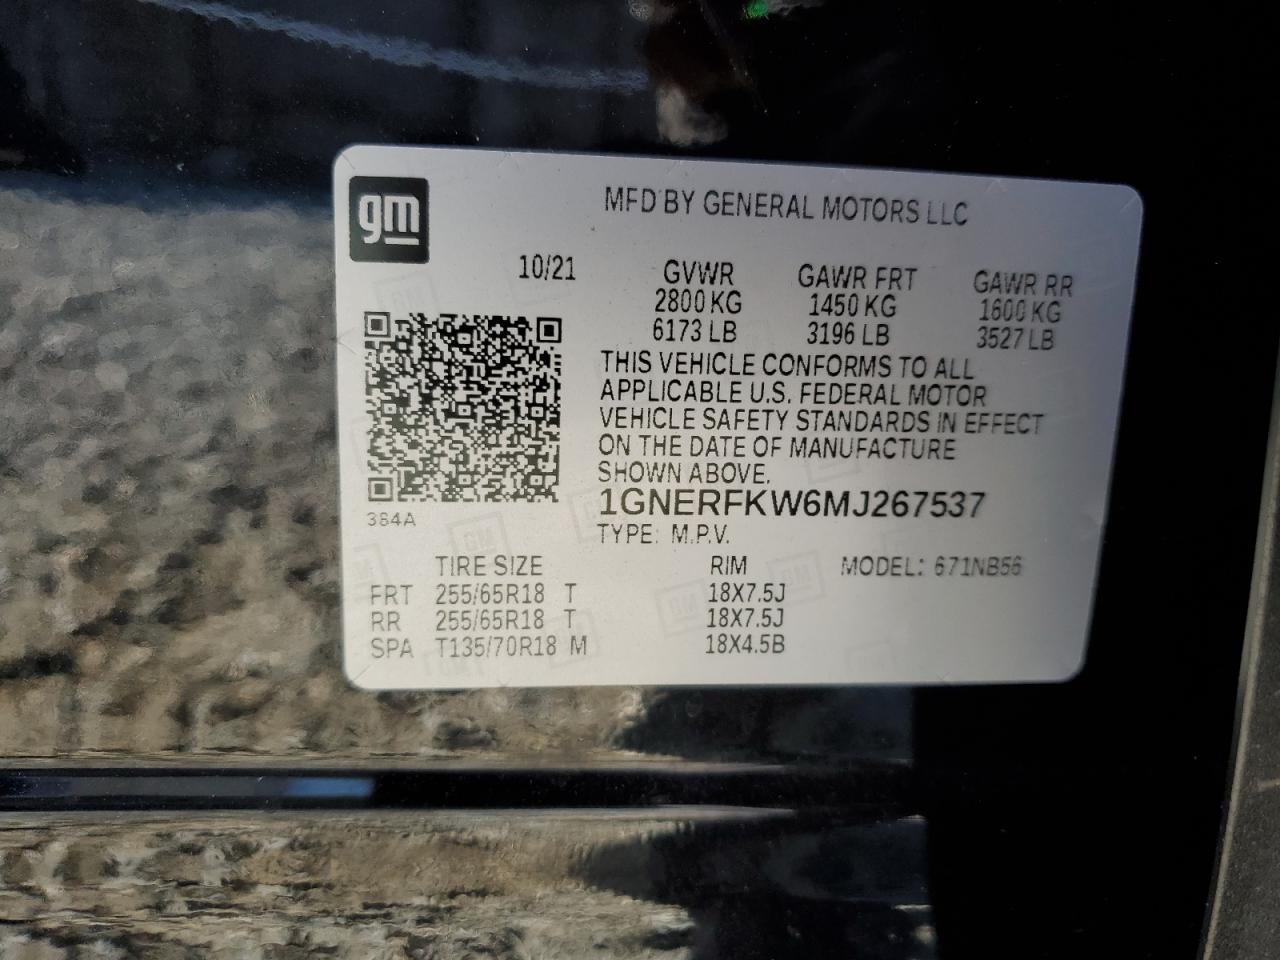 gm
MFD BY GENERAL MOTORS LLC
10/21 GVWR GAWR FRT GAWR RR
2800 KG 1450 KG 1600 KG
6173 LB 3196 LB 3527 LB
THIS VEHICLE CONFORMS TO ALL
APPLICABLE U.S. FEDERAL MOTOR
VEHICLE SAFETY STANDARDS IN EFFECT
ON THE DATE OF MANUFACTURE
SHOWN ABOVE.
1GNERFKW6MJ267537
384A
TYPE: M.P.V.
TIRE SIZE RIM MODEL: 671NB56
FRT 255/65R18 T 18X7.5J
RR 255/65R18 T 18X7.5J
SPA T135/70R18 M 18X4.5B